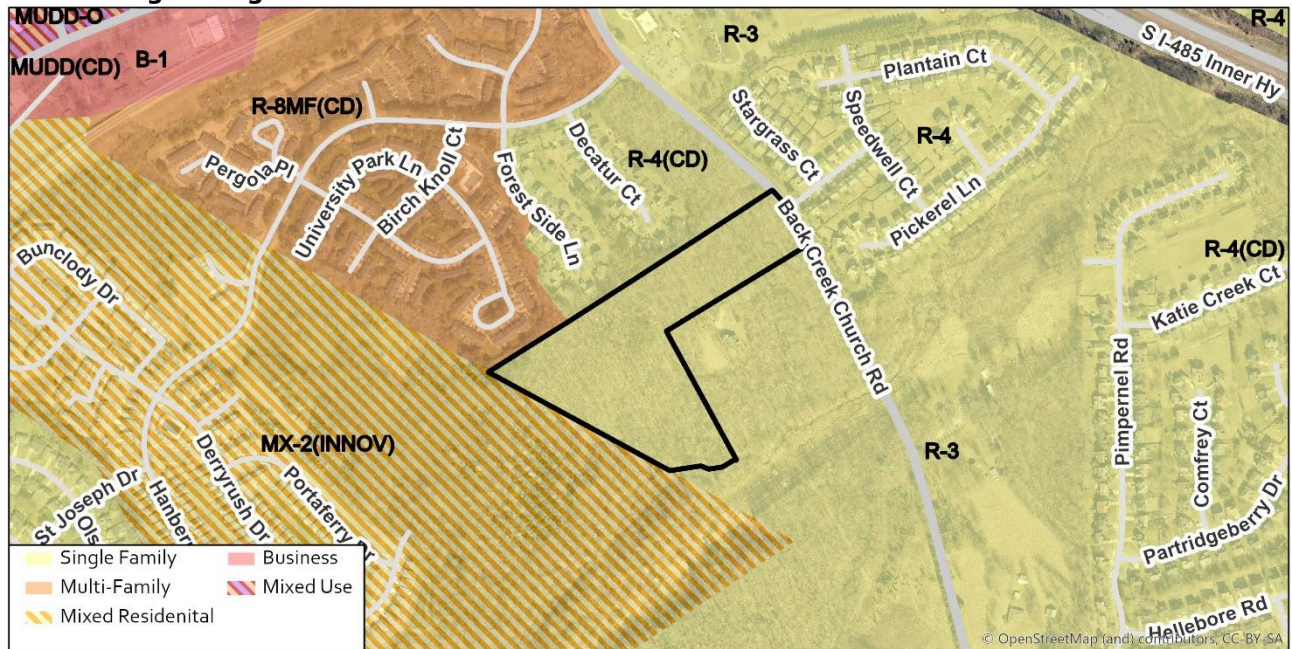 MUDD-O
R-4
R-3
S I-485 Inner Hy
B-1
MUDD(CD)
Plantain Ct
R-8MF(CD)
Stargrass Ct
Speedwell Ct
R-4
Decatur Ct
R-4(CD)
Pergola Pl
University Park Ln
Birch Knoll Ct
Forest Side Ln
Pickerel Ln
Back Creek Church Rd
Bunclody Dr
R-4(CD)
Katie Creek Ct
Pimpernel Rd
Comfrey Ct
MX-2(INNOV)
R-3
Derryrush Dr
Portaferry Dr
St Joseph Dr
Partridgeberry Dr
Hellebore Rd
Single Family
Business
Multi-Family
Mixed Use
Mixed Residenital
© OpenStreetMap (and) contributors, CC-BY-SA